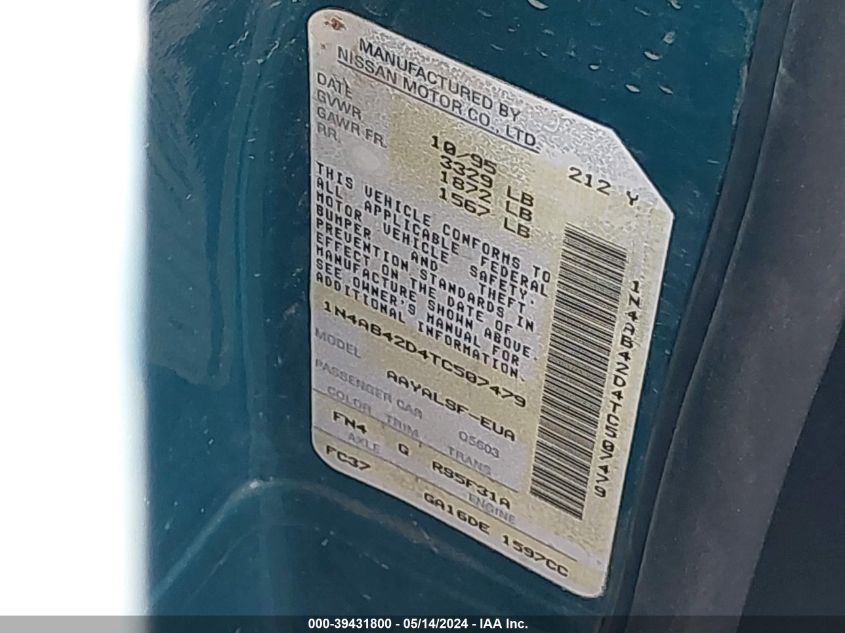 MANUFACTURED BY
NISSAN MOTOR CO., LTD.
DATE 10/95 212 Y
GVWR 3329 LB
GAWR FR. 1872 LB
RR. 1567 LB
THIS VEHICLE CONFORMS TO
ALL APPLICABLE FEDERAL
MOTOR VEHICLE SAFETY,
BUMPER AND THEFT
PREVENTION STANDARDS IN
EFFECT ON THE DATE OF
MANUFACTURE SHOWN ABOVE.
SEE OWNER'S MANUAL FOR
ADDITIONAL INFORMATION.
1N4AB42D4TC507479
MODEL AAYALSF-EUA
PASSENGER CAR 05603
COLOR TRIM TRANS
FN4 G RS5F31A
AXLE ENGINE
FC37 GA16DE 1597CC
1N4AB42D4TC507479
000-39431800 - 05/14/2024 - IAA Inc.